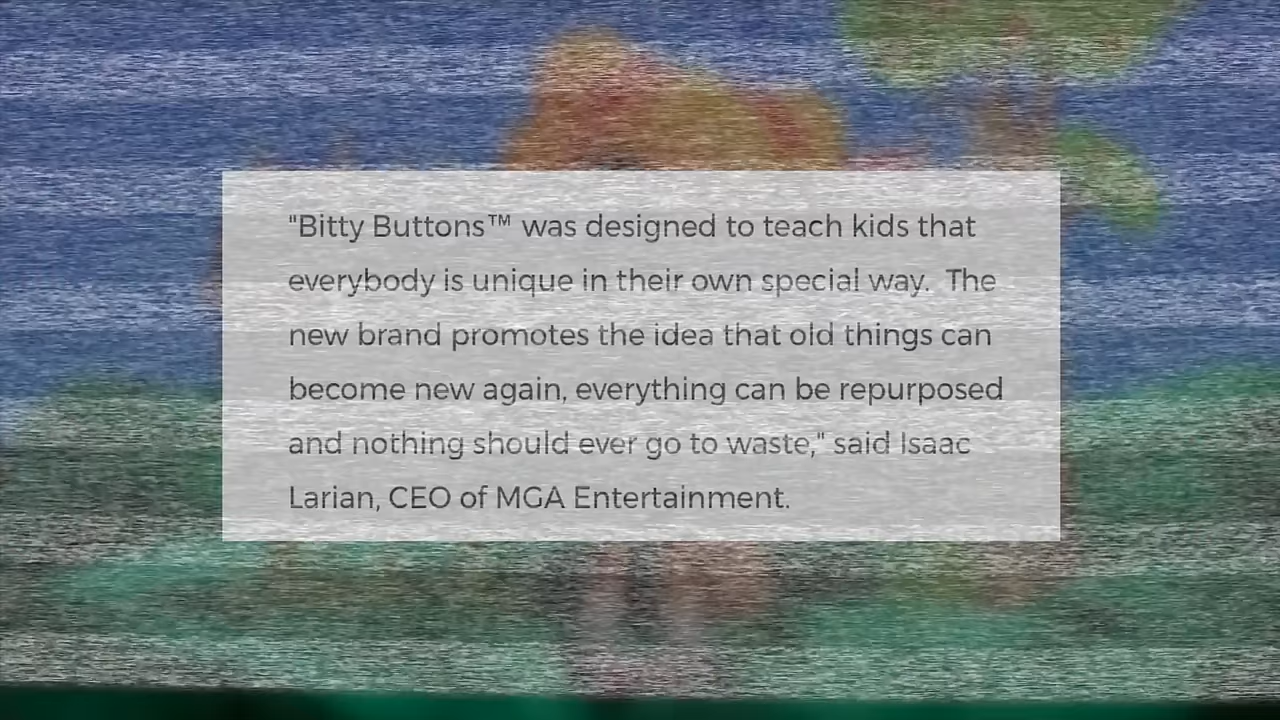 "Bitty Buttons™ was designed to teach kids that
everybody is unique in their own special way.  The
new brand promotes the idea that old things can
become new again, everything can be repurposed
and nothing should ever go to waste," said Isaac
Larian, CEO of MGA Entertainment.